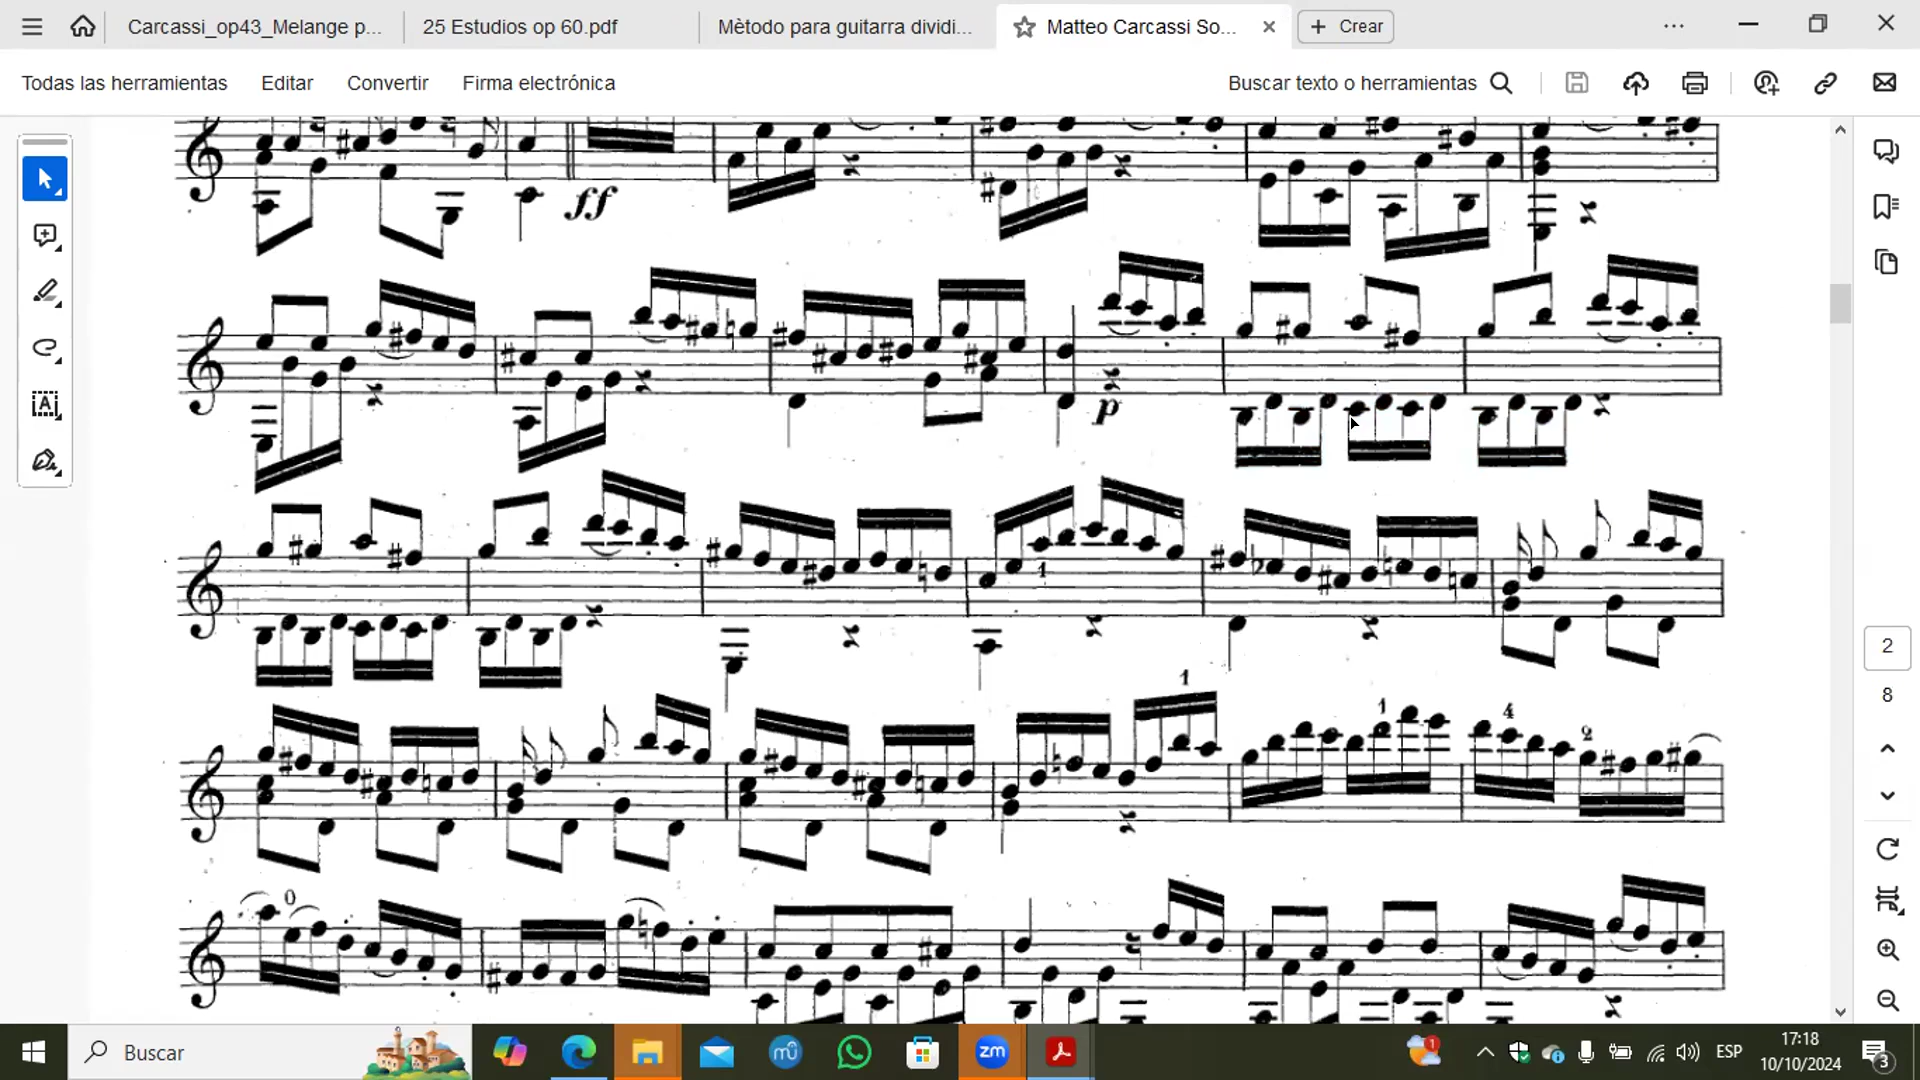 Carcassi_op43_Melange p...
25 Estudios op 60.pdf
Mètodo para guitarra dividi...
Matteo Carcassi So...
Crear
Todas las herramientas
Editar
Convertir
Firma electrónica
Buscar texto o herramientas
ff
p
1
1
1
4
2
0
2
8
Buscar
zm
1
ESP
17:18
10/10/2024
3